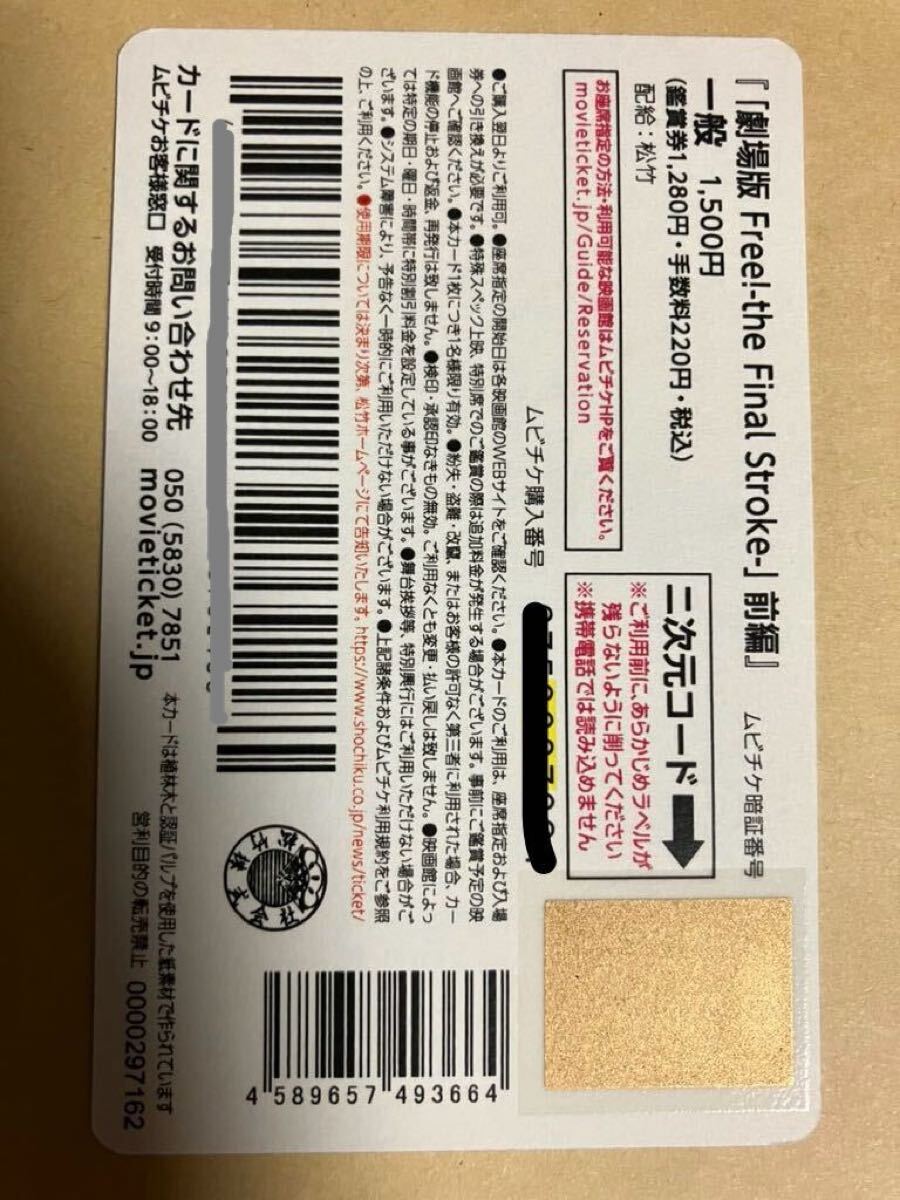 『「劇場版 Free!-the Final Stroke-」前編』
一般 1,500円
(鑑賞券1,280円・手数料220円・税込)
配給：松竹
お座席指定の方法・利用可能な映画館はムビチケHPをご覧ください。
movieticket.jp/Guide/Reservation
ムビチケ暗証番号
二次元コード
※ご利用前に、あらかじめラベルが
残らないように削ってください
※携帯電話では読み込めません
ムビチケ購入番号
●ご購入翌日よりご利用可。●座席指定の開始日は各映画館のWEBサイトをご確認ください。●本カードのご利用は、座席指定および入場
券への引き換えが必要です。●特殊スペック上映、特別席でのご鑑賞の際は追加料金が発生する場合がございます。事前にご鑑賞予定の映
画館へご確認ください。●本カード1枚につき1名様限り有効。●紛失・盗難・改竄、またはお客様の許可なく第三者に利用された場合、カー
ド機能の停止および返金、再発行は致しません。●検印・承認印なきもの無効。ご利用なくとも変更・払い戻しは致しません。●映画館によっ
ては特定の期日・曜日・時間帯に特別割引料金を設定している事がございます。●舞台挨拶等、特別興行にはご利用いただけない場合がご
ざいます。●システム障害により、予告なく一時的にご利用いただけない場合がございます。●上記諸条件およびムビチケ利用規約をご参照
の上、ご利用ください。●使用期限については決まり次第、松竹ホームページにて告知いたします。https://www.shochiku.co.jp/news/ticket/
松竹株式会社
4 589657 493664
カードに関するお問い合わせ先 050 (5830) 7851
ムビチケお客様窓口 受付時間 9:00〜18:00 movieticket.jp
本カードは植林木と認証パルプを使用した紙素材で作られています
営利目的の転売禁止 0000297162